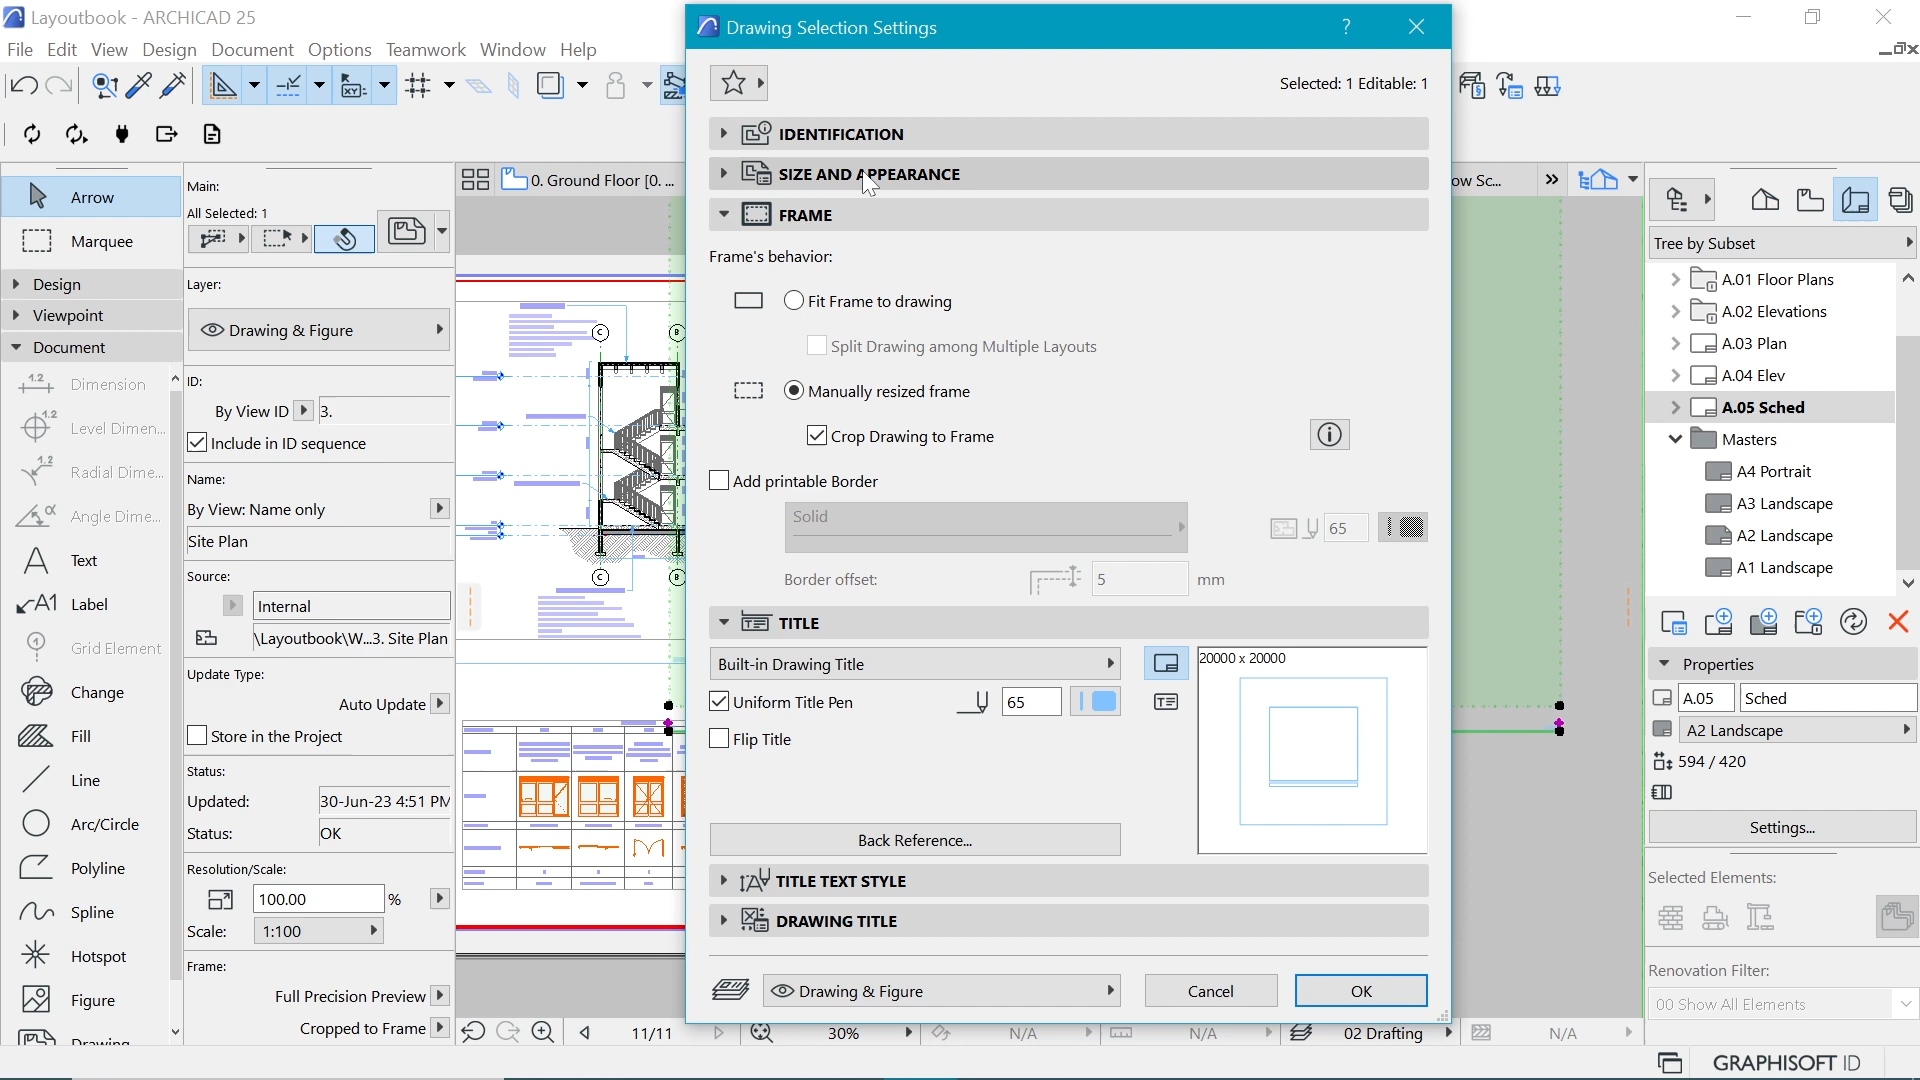 Layoutbook - ARCHICAD 25
File Edit View Design Document Options Teamwork Window Help
0. Ground Floor [0. ...
ow Sc...
Arrow
Marquee
Design
Viewpoint
Document
Dimension
Level Dimen...
Radial Dime...
Angle Dime...
Text
Label
Grid Element
Change
Fill
Line
Arc/Circle
Polyline
Spline
Hotspot
Figure
Drawing
Main:
All Selected: 1
Layer:
Drawing & Figure
ID:
By View ID 3.
Include in ID sequence
Name:
By View: Name only
Site Plan
Source:
Internal
\Layoutbook\W...3. Site Plan
Update Type:
Auto Update
Store in the Project
Status:
Updated: 30-Jun-23 4:51 PM
Status: OK
Resolution/Scale:
100.00 %
Scale: 1:100
Frame:
Full Precision Preview
Cropped to Frame
C B
C B
Drawing Selection Settings ?
Selected: 1 Editable: 1
IDENTIFICATION
SIZE AND APPEARANCE
FRAME
Frame's behavior:
Fit Frame to drawing
Split Drawing among Multiple Layouts
Manually resized frame
Crop Drawing to Frame
Add printable Border
Solid
65
Border offset: 5 mm
TITLE
Built-in Drawing Title
Uniform Title Pen 65
Flip Title
20000 x 20000
Back Reference...
TITLE TEXT STYLE
DRAWING TITLE
Drawing & Figure
Cancel OK
11/11 30% N/A N/A 02 Drafting N/A
Tree by Subset
A.01 Floor Plans
A.02 Elevations
A.03 Plan
A.04 Elev
A.05 Sched
Masters
A4 Portrait
A3 Landscape
A2 Landscape
A1 Landscape
Properties
A.05 Sched
A2 Landscape
594 / 420
Settings...
Selected Elements:
Renovation Filter:
00 Show All Elements
GRAPHISOFT ID